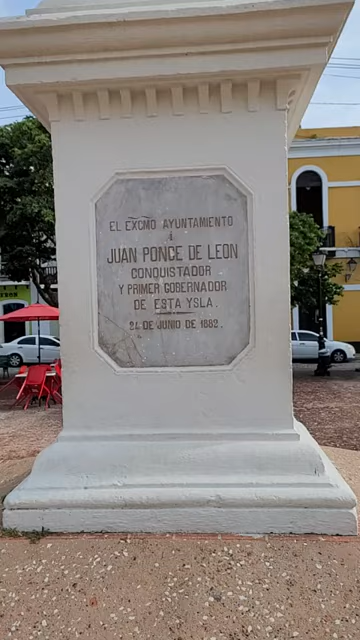 EL EXCMO AYUNTAMIENTO
Á
JUAN PONCE DE LEON
CONQUISTADOR
Y PRIMER GOBERNADOR
DE ESTA YSLA.
24 DE JUNIO DE 1882.